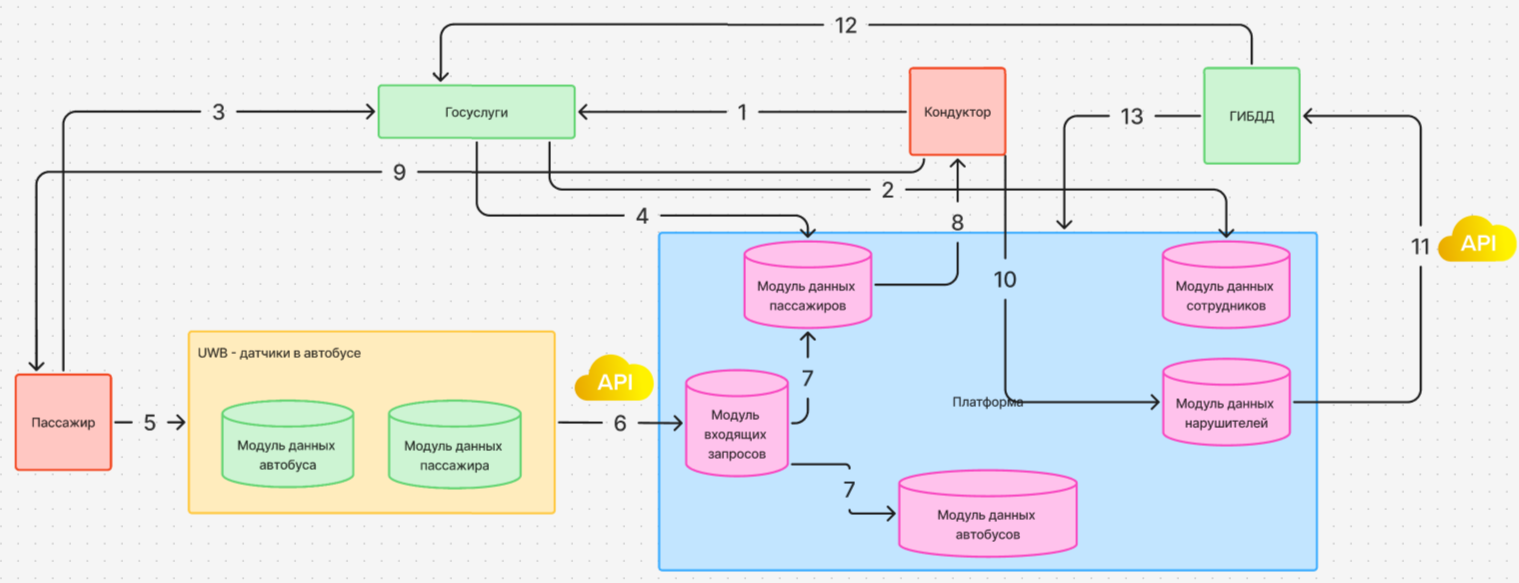 12
3
Госуслуги
1
Кондуктор
13
ГИБДД
9
2
4
8
11
API
10
Модуль данных
пассажиров
Модуль данных
сотрудников
UWB - датчики в автобусе
API
7
Платформа
Модуль данных
нарушителей
Пассажир
5
Модуль данных
автобуса
Модуль данных
пассажира
6
Модуль
входящих
запросов
7
Модуль данных
автобусов